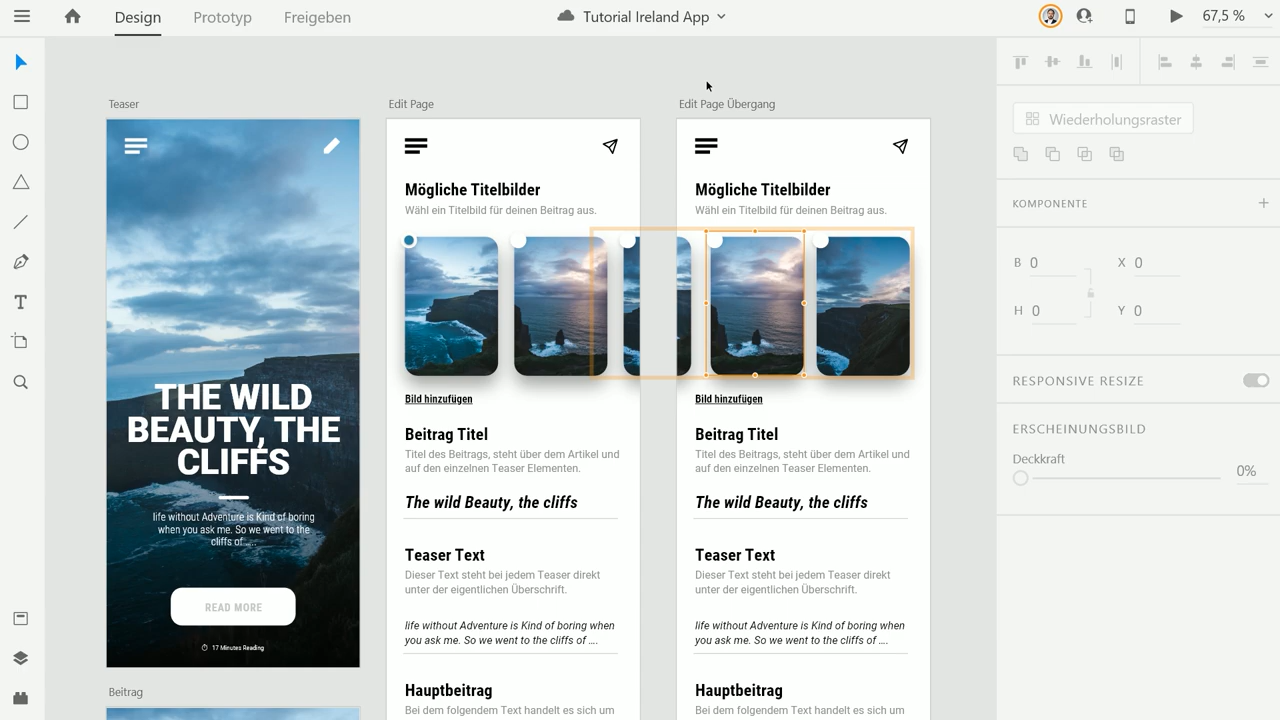 Design
Prototyp
Freigeben
Tutorial Ireland App
67,5 %
Teaser
Edit Page
Edit Page Übergang
THE WILD
BEAUTY, THE
CLIFFS
life without Adventure is Kind of boring
when you ask me. So we went to the
cliffs of ....
READ MORE
17 Minutes Reading
Beitrag
Mögliche Titelbilder
Wähl ein Titelbild für deinen Beitrag aus.
Bild hinzufügen
Beitrag Titel
Titel des Beitrags, steht über dem Artikel und
auf den einzelnen Teaser Elementen.
The wild Beauty, the cliffs
Teaser Text
Dieser Text steht bei jedem Teaser direkt
unter der eigentlichen Überschrift.
life without Adventure is Kind of boring when
you ask me. So we went to the cliffs of ....
Hauptbeitrag
Bei dem folgendem Text handelt es sich um
Mögliche Titelbilder
Wähl ein Titelbild für deinen Beitrag aus.
Bild hinzufügen
Beitrag Titel
Titel des Beitrags, steht über dem Artikel und
auf den einzelnen Teaser Elementen.
The wild Beauty, the cliffs
Teaser Text
Dieser Text steht bei jedem Teaser direkt
unter der eigentlichen Überschrift.
life without Adventure is Kind of boring when
you ask me. So we went to the cliffs of ....
Hauptbeitrag
Bei dem folgendem Text handelt es sich um
Wiederholungsraster
KOMPONENTE
B 0 X 0
H 0 Y 0
RESPONSIVE RESIZE
ERSCHEINUNGSBILD
Deckkraft
0%